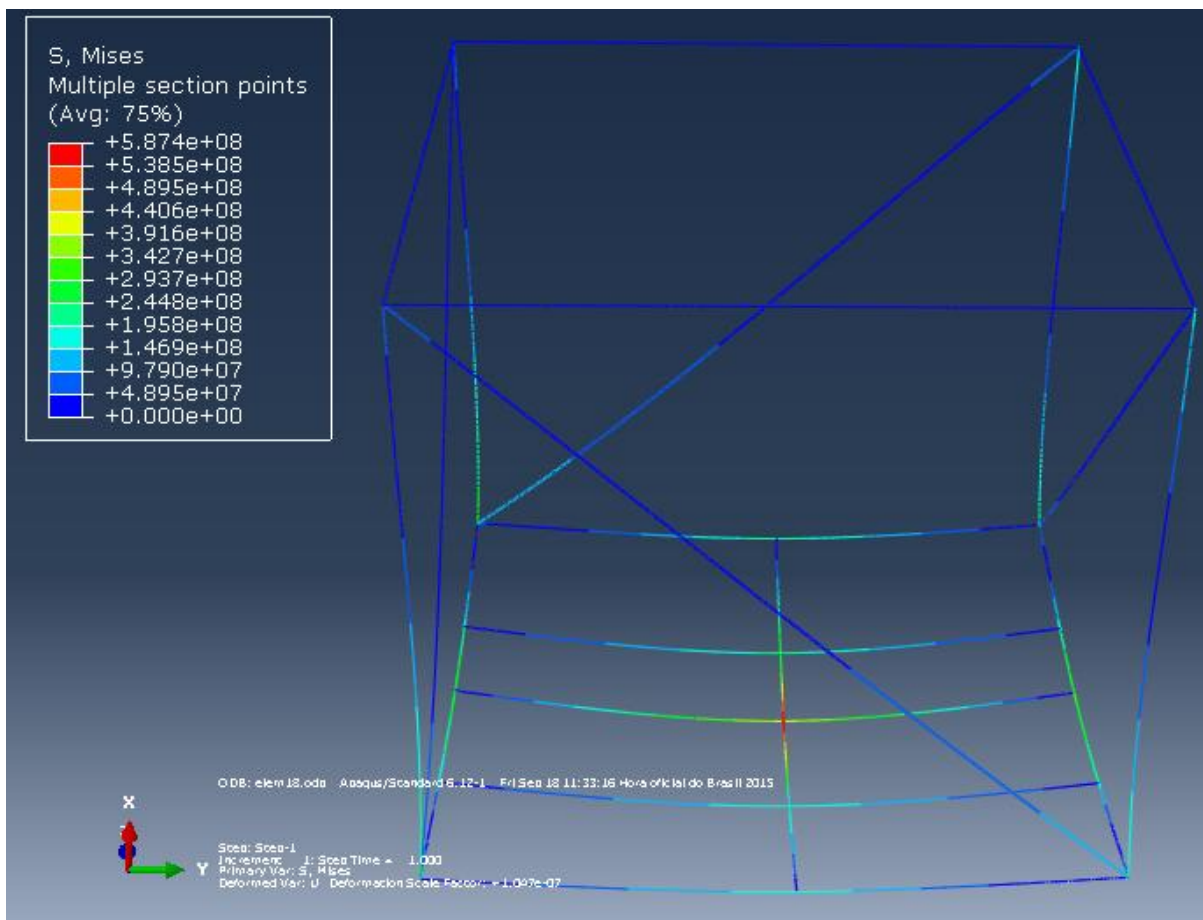 S, Mises
Multiple section points
(Avg: 75%)
+5.874e+08
+5.385e+08
+4.895e+08
+4.406e+08
+3.916e+08
+3.427e+08
+2.937e+08
+2.448e+08
+1.958e+08
+1.469e+08
+9.790e+07
+4.895e+07
+0.000e+00
ODB: elem18.odb Abaqus/Standard 6.12-1 Fri Sep 18 11:33:16 Hora oficial do Brasil 2015
X
Y
Step: Step-1
Increment 1: Step Time = 1.000
Primary Var: S, Mises
Deformed Var: U Deformation Scale Factor: